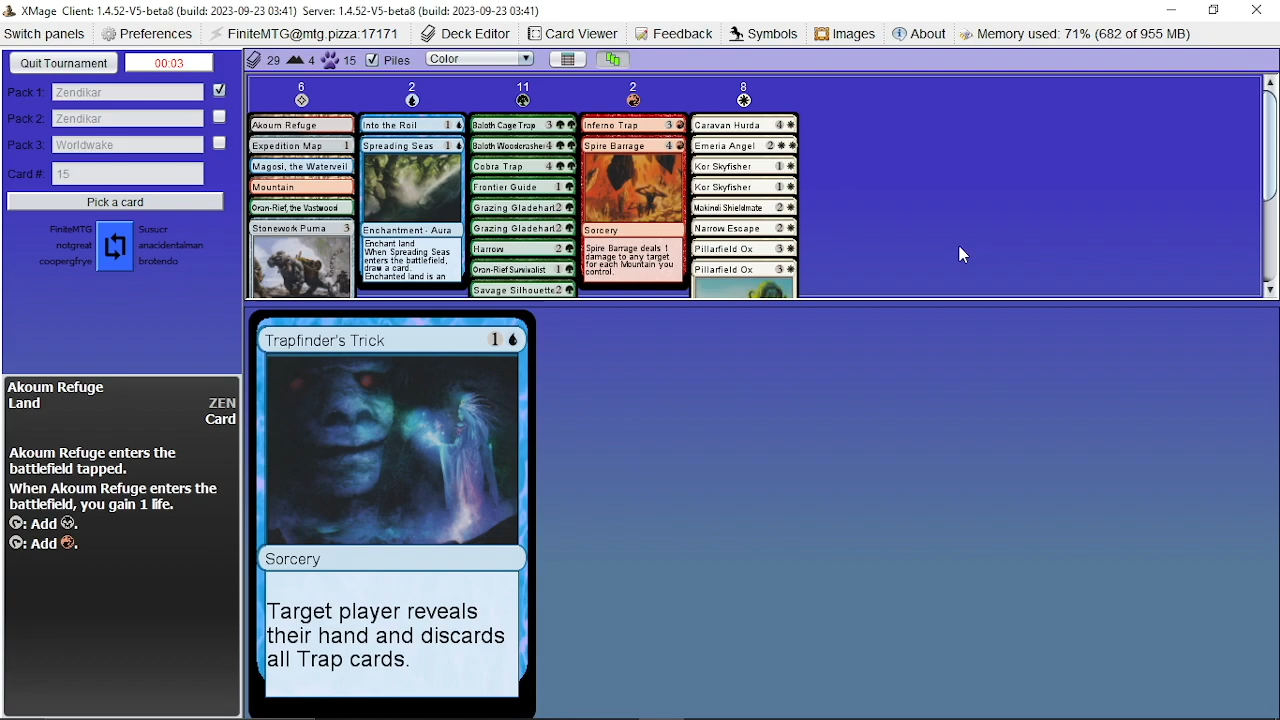 XMage Client: 1.4.52-V5-beta8 (build: 2023-09-23 03:41) Server: 1.4.52-V5-beta8 (build: 2023-09-23 03:41)
Switch panels Preferences FiniteMTG@mtg.pizza:17171 Deck Editor Card Viewer Feedback Symbols Images About Memory used: 71% (682 of 955 MB)
Quit Tournament 00:03
29 4 15 Piles Color
Pack 1: Zendikar
Pack 2: Zendikar
Pack 3: Worldwake
Card #: 15
Pick a card
FiniteMTG Susucr
notgreat anacidentalman
coopergfrye brotendo
6
Akoum Refuge
Expedition Map 1
Magosi, the Waterveil
Mountain
Oran-Rief, the Vastwood
Stonework Puma 3
2
Into the Roil 1
Spreading Seas 1
Enchantment - Aura
Enchant land
When Spreading Seas
enters the battlefield,
draw a card.
Enchanted land is an
11
Baloth Cage Trap 3
Baloth Woodcrasher 4
Cobra Trap 4
Frontier Guide 1
Grazing Gladehart 2
Grazing Gladehart 2
Harrow 2
Oran-Rief Survivalist 1
Savage Silhouette 2
2
Inferno Trap 3
Spire Barrage 4
Sorcery
Spire Barrage deals 1
damage to any target
for each Mountain you
control.
8
Caravan Hurda 4
Emeria Angel 2
Kor Skyfisher 1
Kor Skyfisher 1
Makindi Shieldmate 2
Narrow Escape 2
Pillarfield Ox 3
Pillarfield Ox 3
Akoum Refuge
Land ZEN
Card
Akoum Refuge enters the
battlefield tapped.
When Akoum Refuge enters the
battlefield, you gain 1 life.
: Add .
: Add .
Trapfinder's Trick 1
Sorcery
Target player reveals
their hand and discards
all Trap cards.